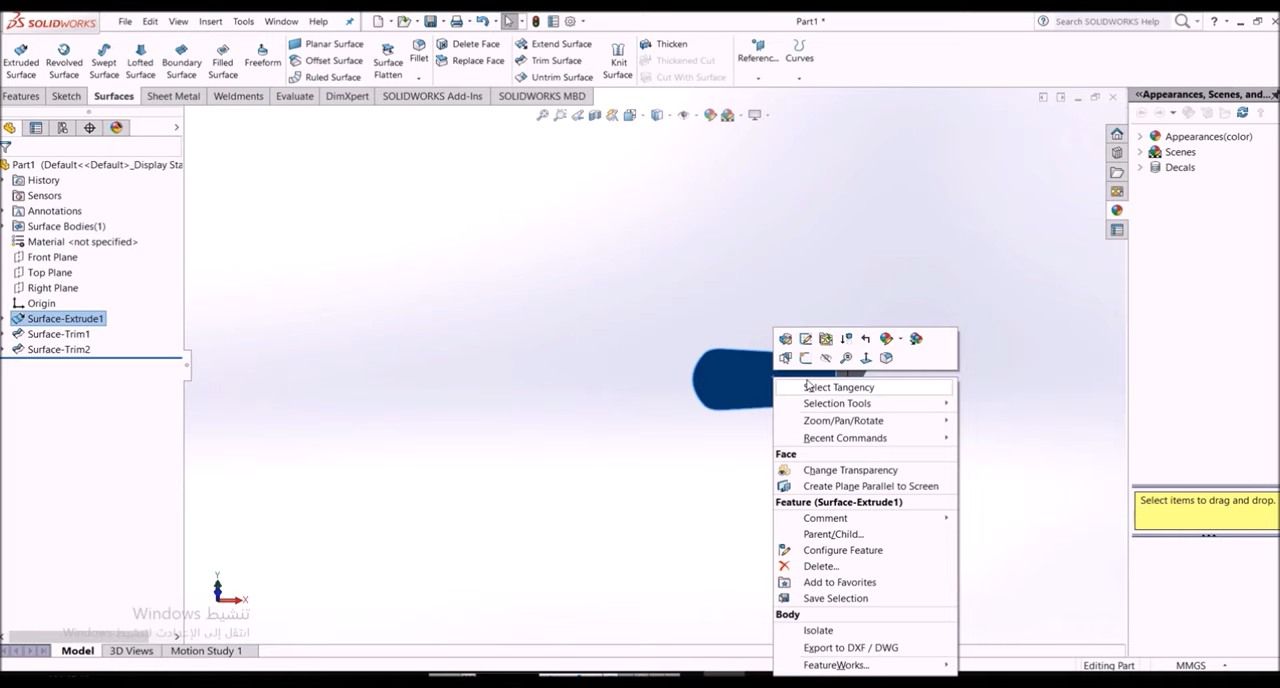 SOLIDWORKS File Edit View Insert Tools Window Help Part1 * Search SOLIDWORKS Help ?
Extruded Surface
Revolved Surface
Swept Surface
Lofted Surface
Boundary Surface
Filled Surface
Freeform
Planar Surface
Offset Surface
Ruled Surface
Surface Flatten
Fillet
Delete Face
Replace Face
Extend Surface
Trim Surface
Untrim Surface
Knit Surface
Thicken
Thickened Cut
Cut With Surface
Referenc...
Curves
Features Sketch Surfaces Sheet Metal Weldments Evaluate DimXpert SOLIDWORKS Add-Ins SOLIDWORKS MBD
Part1 (Default<<Default>_Display Sta
History
Sensors
Annotations
Surface Bodies(1)
Material <not specified>
Front Plane
Top Plane
Right Plane
Origin
Surface-Extrude1
Surface-Trim1
Surface-Trim2
Select Tangency
Selection Tools
Zoom/Pan/Rotate
Recent Commands
Face
Change Transparency
Create Plane Parallel to Screen
Feature (Surface-Extrude1)
Comment
Parent/Child...
Configure Feature
Delete...
Add to Favorites
Save Selection
Body
Isolate
Export to DXF / DWG
FeatureWorks...
Appearances, Scenes, and...
Appearances(color)
Scenes
Decals
Select items to drag and drop.
Y
X
تنشيط Windows
Model 3D Views Motion Study 1
Editing Part MMGS